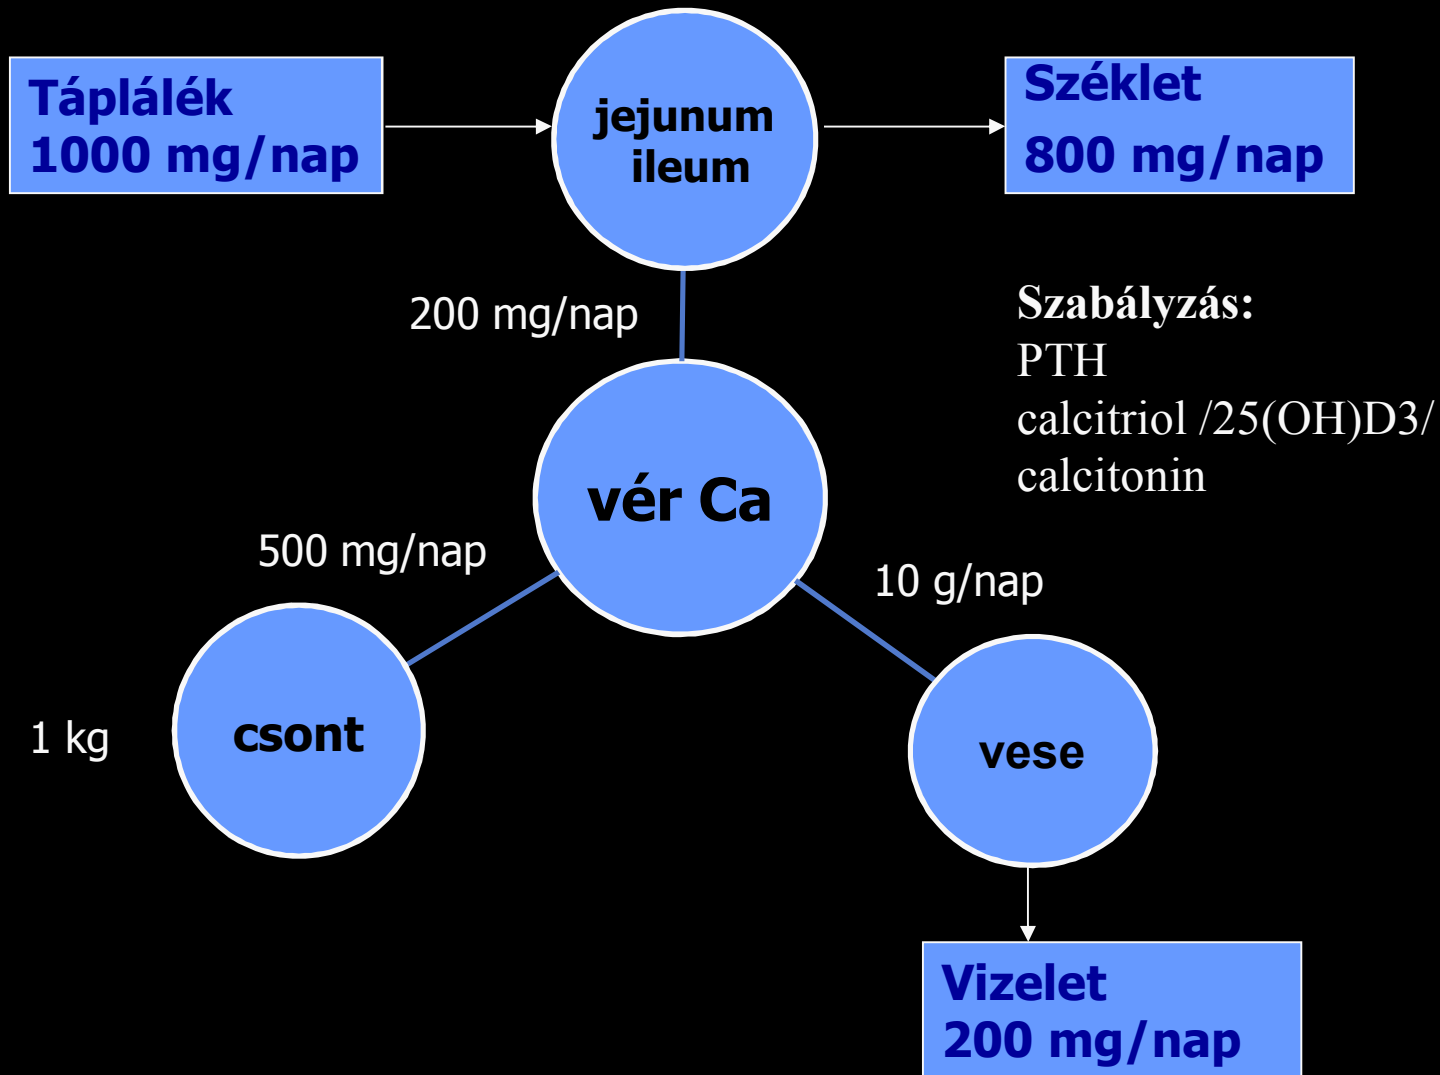 Táplálék
1000 mg/nap
jejunum
ileum
Széklet
800 mg/nap
200 mg/nap
Szabályzás:
PTH
calcitriol /25(OH)D3/
calcitonin
vér Ca
500 mg/nap
10 g/nap
1 kg
csont
vese
Vizelet
200 mg/nap